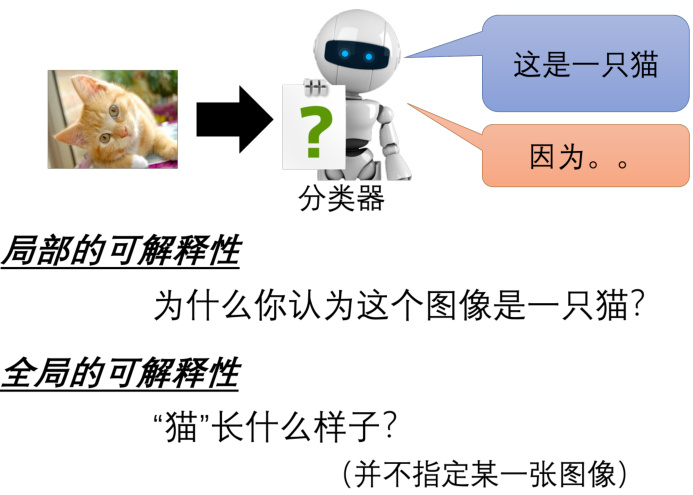 这是一只猫
?
因为。。
分类器
局部的可解释性
为什么你认为这个图像是一只猫?
全局的可解释性
“猫”长什么样子?
（并不指定某一张图像）